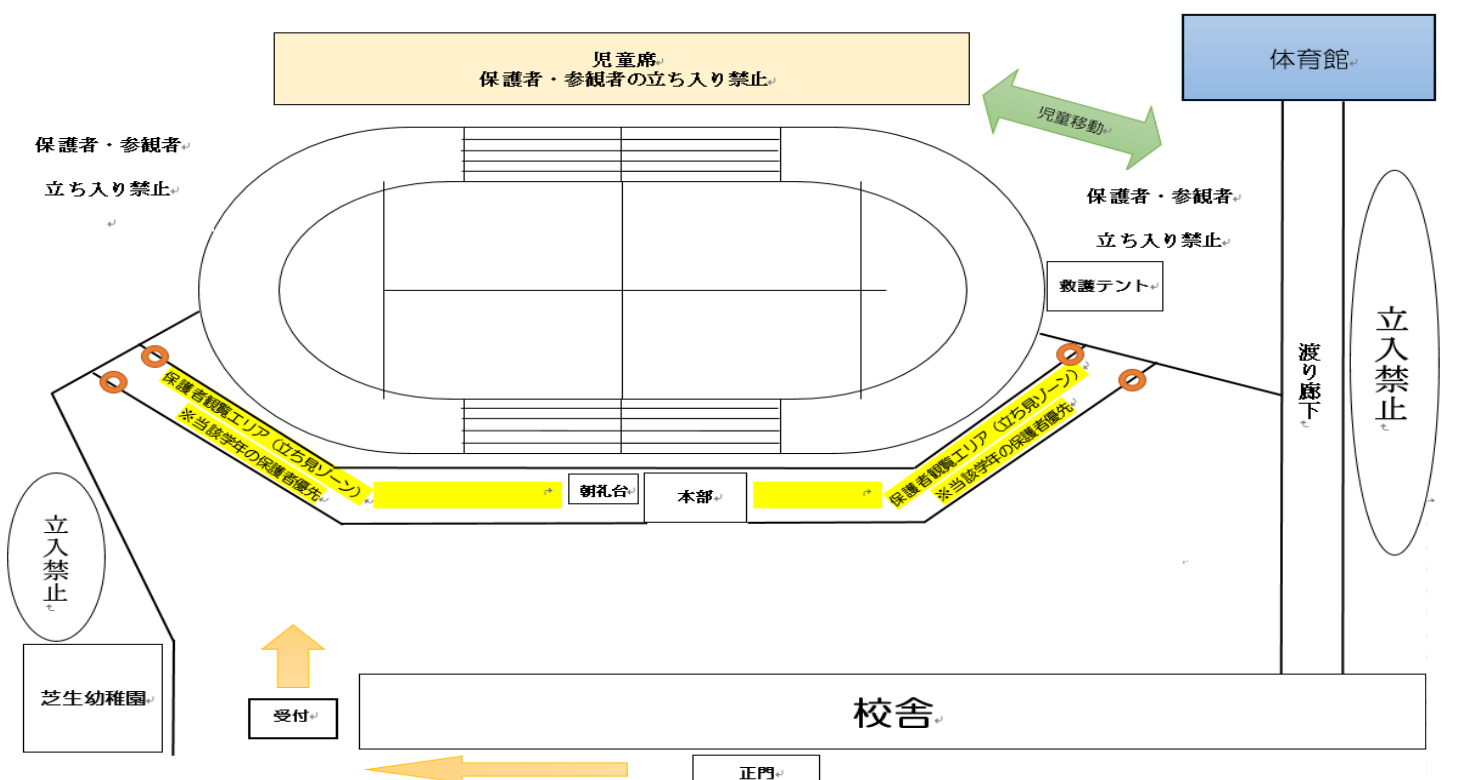 児童席
保護者・参観者の立ち入り禁止
体育館
児童移動
保護者・参観者
立ち入り禁止
保護者・参観者
立ち入り禁止
救護テント
立入禁止
渡り廊下
保護者観覧エリア（立ち見ゾーン）
※当該学年の保護者優先
保護者観覧エリア（立ち見ゾーン）
※当該学年の保護者優先
朝礼台
本部
立入禁止
芝生幼稚園
受付
校舎
正門